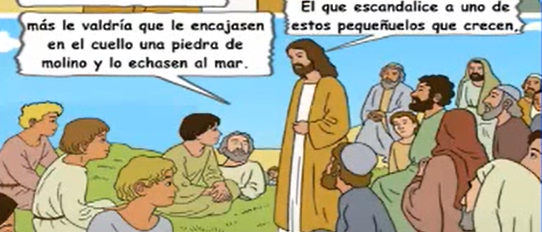 El que escandalice a uno de
estos pequeñuelos que crecen,
más le valdría que le encajasen
en el cuello una piedra de
molino y lo echasen al mar.